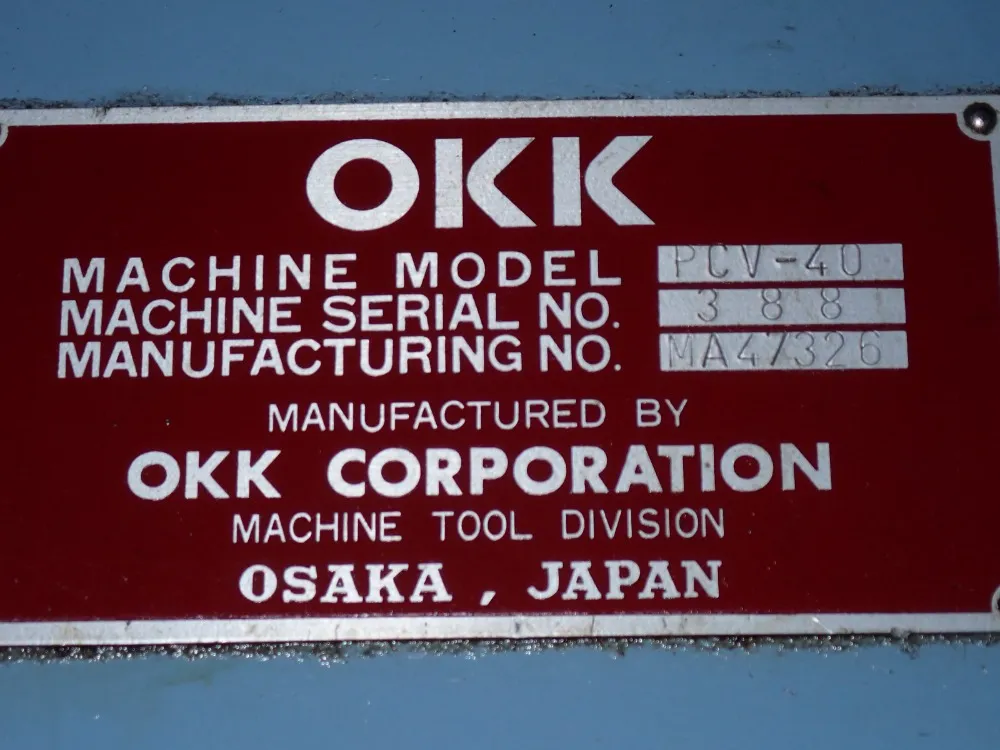 OKK
MACHINE MODEL PCV-40
MACHINE SERIAL NO. 388
MANUFACTURING NO. MA47326
MANUFACTURED BY
OKK CORPORATION
MACHINE TOOL DIVISION
OSAKA, JAPAN